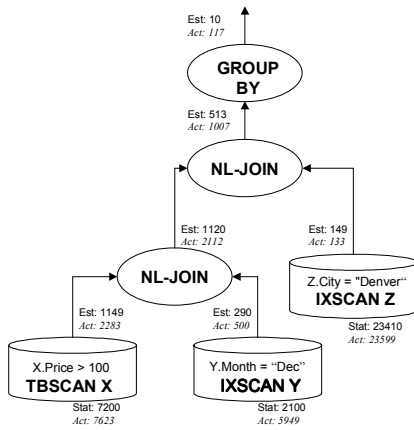 Est: 10
Act: 117
GROUP
BY
Est: 513
Act: 1007
NL-JOIN
Est: 1120
Act: 2112
Est: 149
Act: 133
NL-JOIN
Z.City = "Denver“
IXSCAN Z
Est: 1149
Act: 2283
Est: 290
Act: 500
Stat: 23410
Act: 23599
X.Price > 100
TBSCAN X
Y.Month = “Dec”
IXSCAN Y
Stat: 7200
Act: 7623
Stat: 2100
Act: 5949